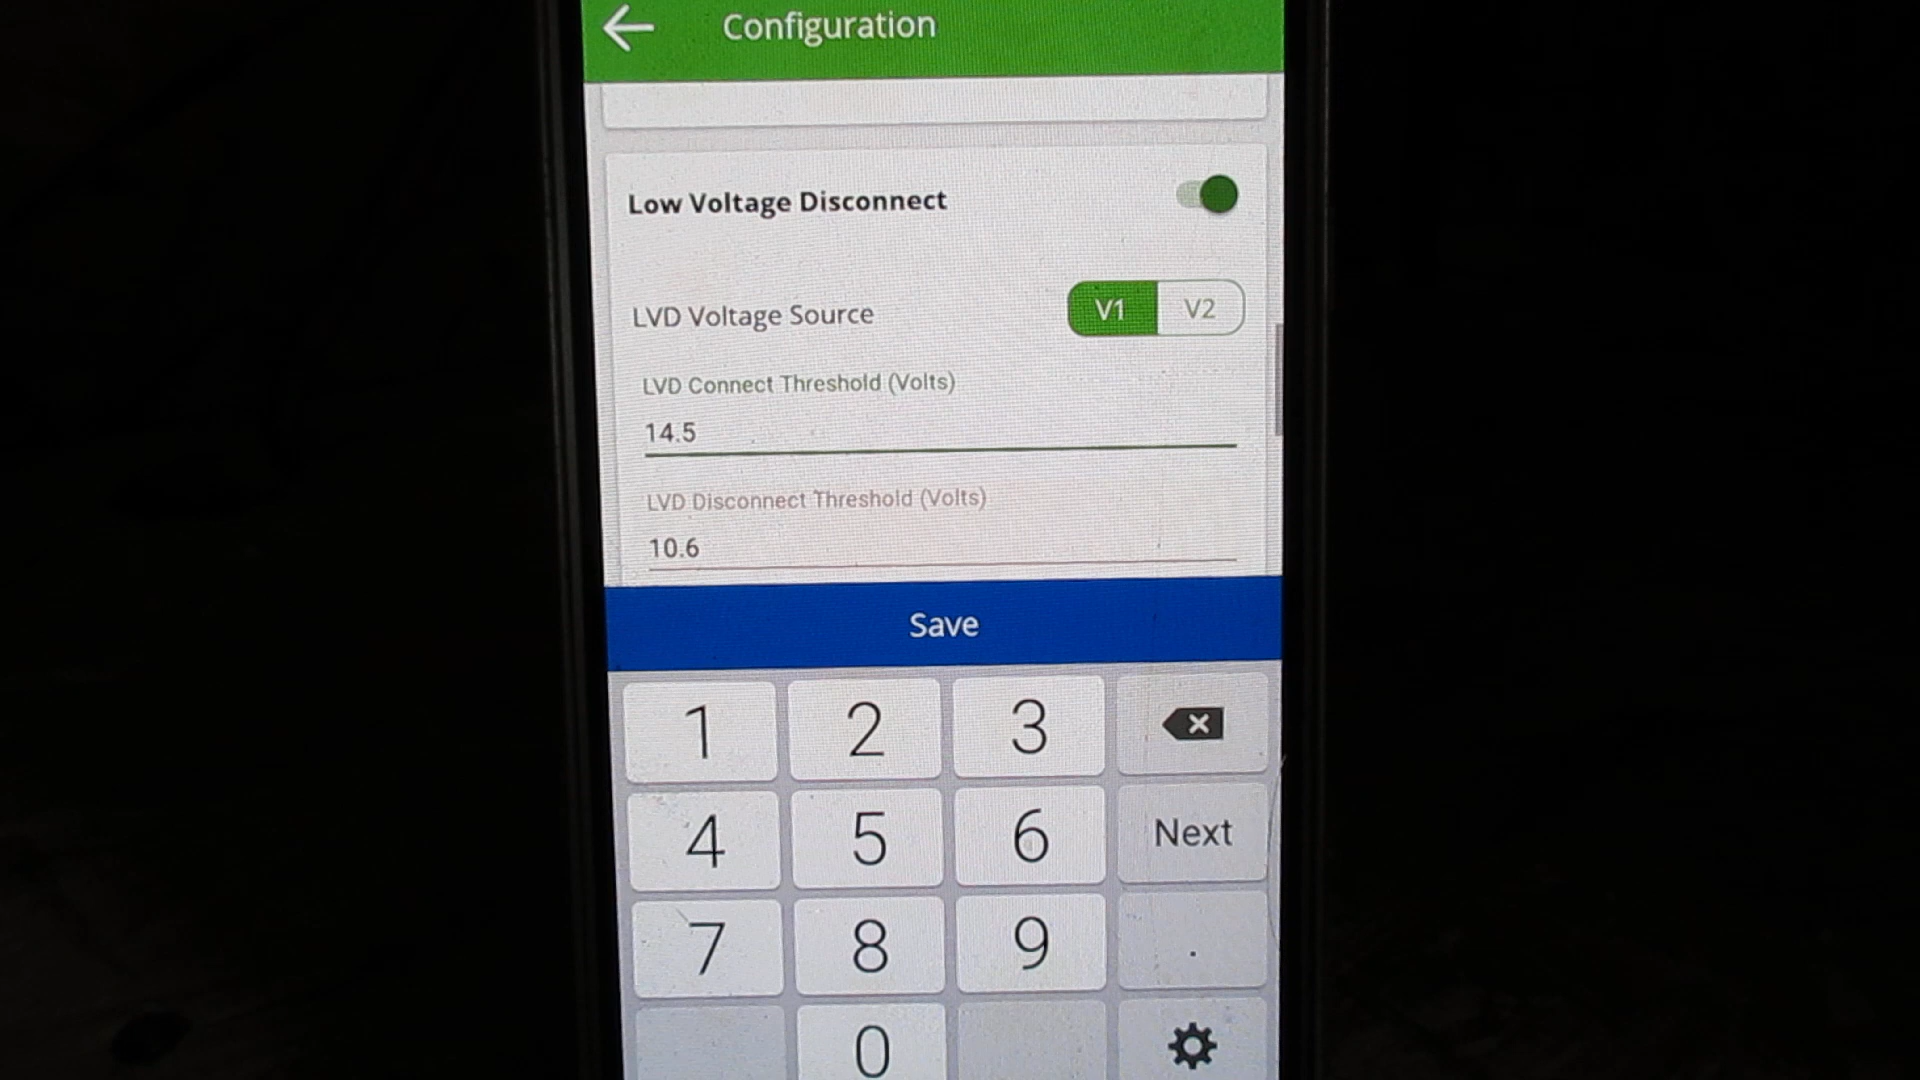 Configuration
Low Voltage Disconnect
LVD Voltage Source
V1 V2
LVD Connect Threshold (Volts)
14.5
LVD Disconnect Threshold (Volts)
10.6
Save
1 2 3
4 5 6 Next
7 8 9 .
0